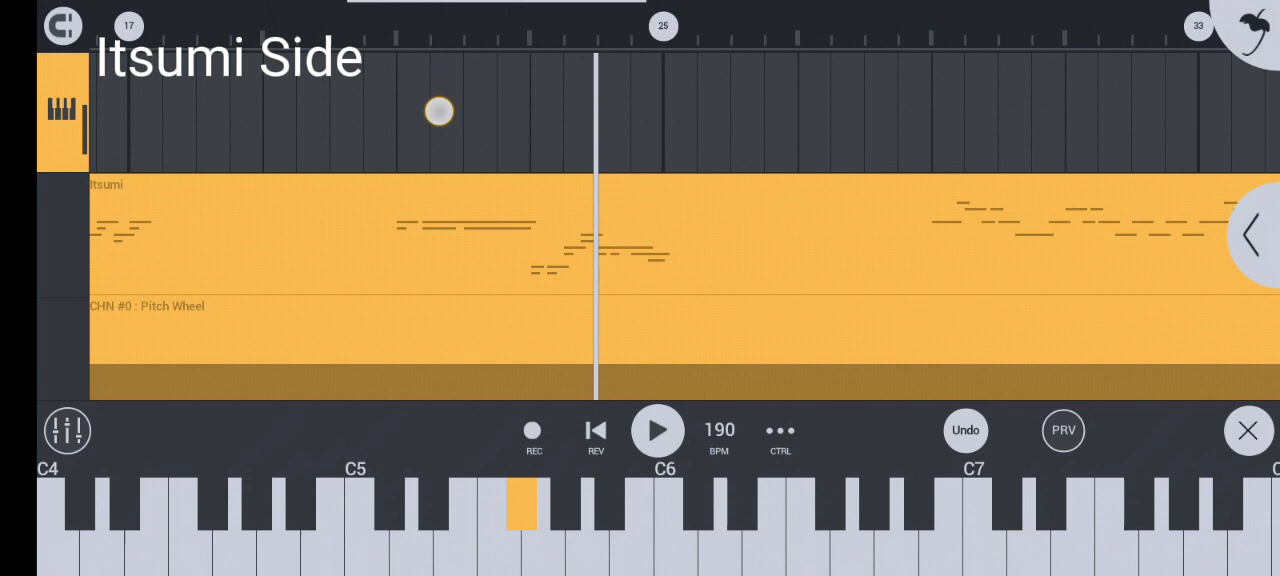 17
25
33
Itsumi Side
Itsumi
CHN #0 : Pitch Wheel
190
Undo
PRV
REC
REV
BPM
CTRL
C4
C5
C6
C7
C